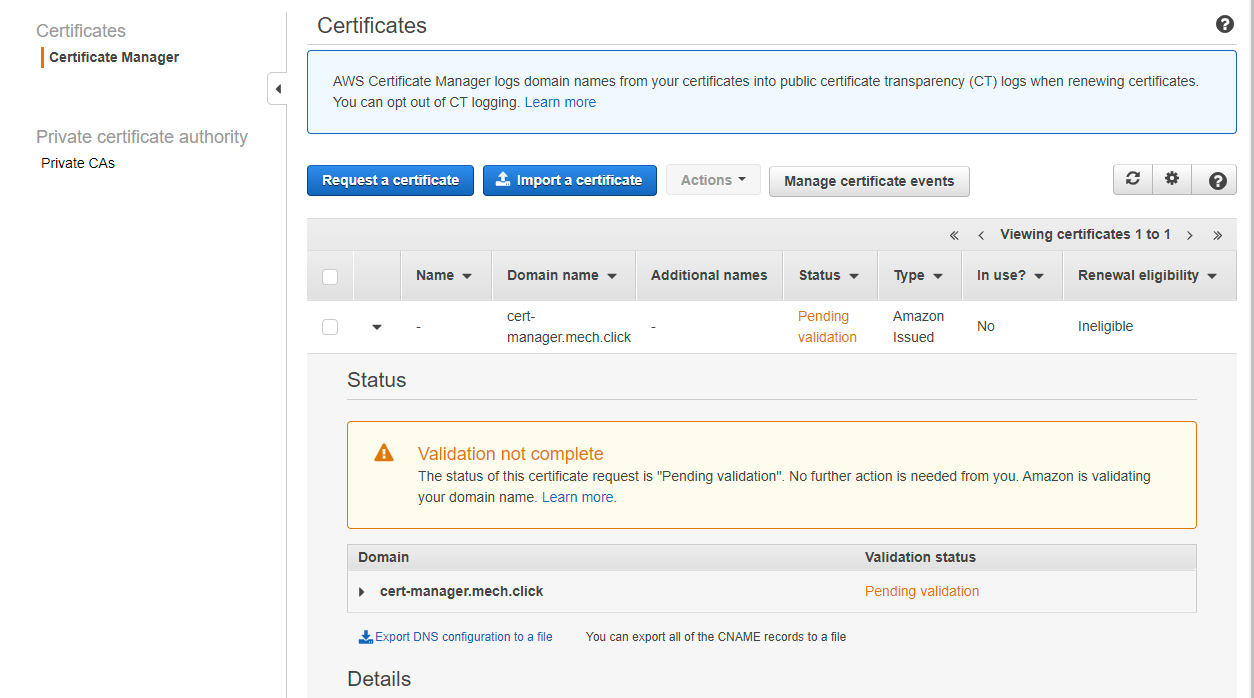 Certificates
Certificate Manager
Private certificate authority
Private CAs
Certificates
AWS Certificate Manager logs domain names from your certificates into public certificate transparency (CT) logs when renewing certificates.
You can opt out of CT logging. Learn more
Request a certificate
Import a certificate
Actions
Manage certificate events
« ‹ Viewing certificates 1 to 1 › »
Name Domain name Additional names Status Type In use? Renewal eligibility
- cert- - Pending Amazon No Ineligible
manager.mech.click validation Issued
Status
Validation not complete
The status of this certificate request is "Pending validation". No further action is needed from you. Amazon is validating
your domain name. Learn more.
Domain Validation status
cert-manager.mech.click Pending validation
Export DNS configuration to a file You can export all of the CNAME records to a file
Details